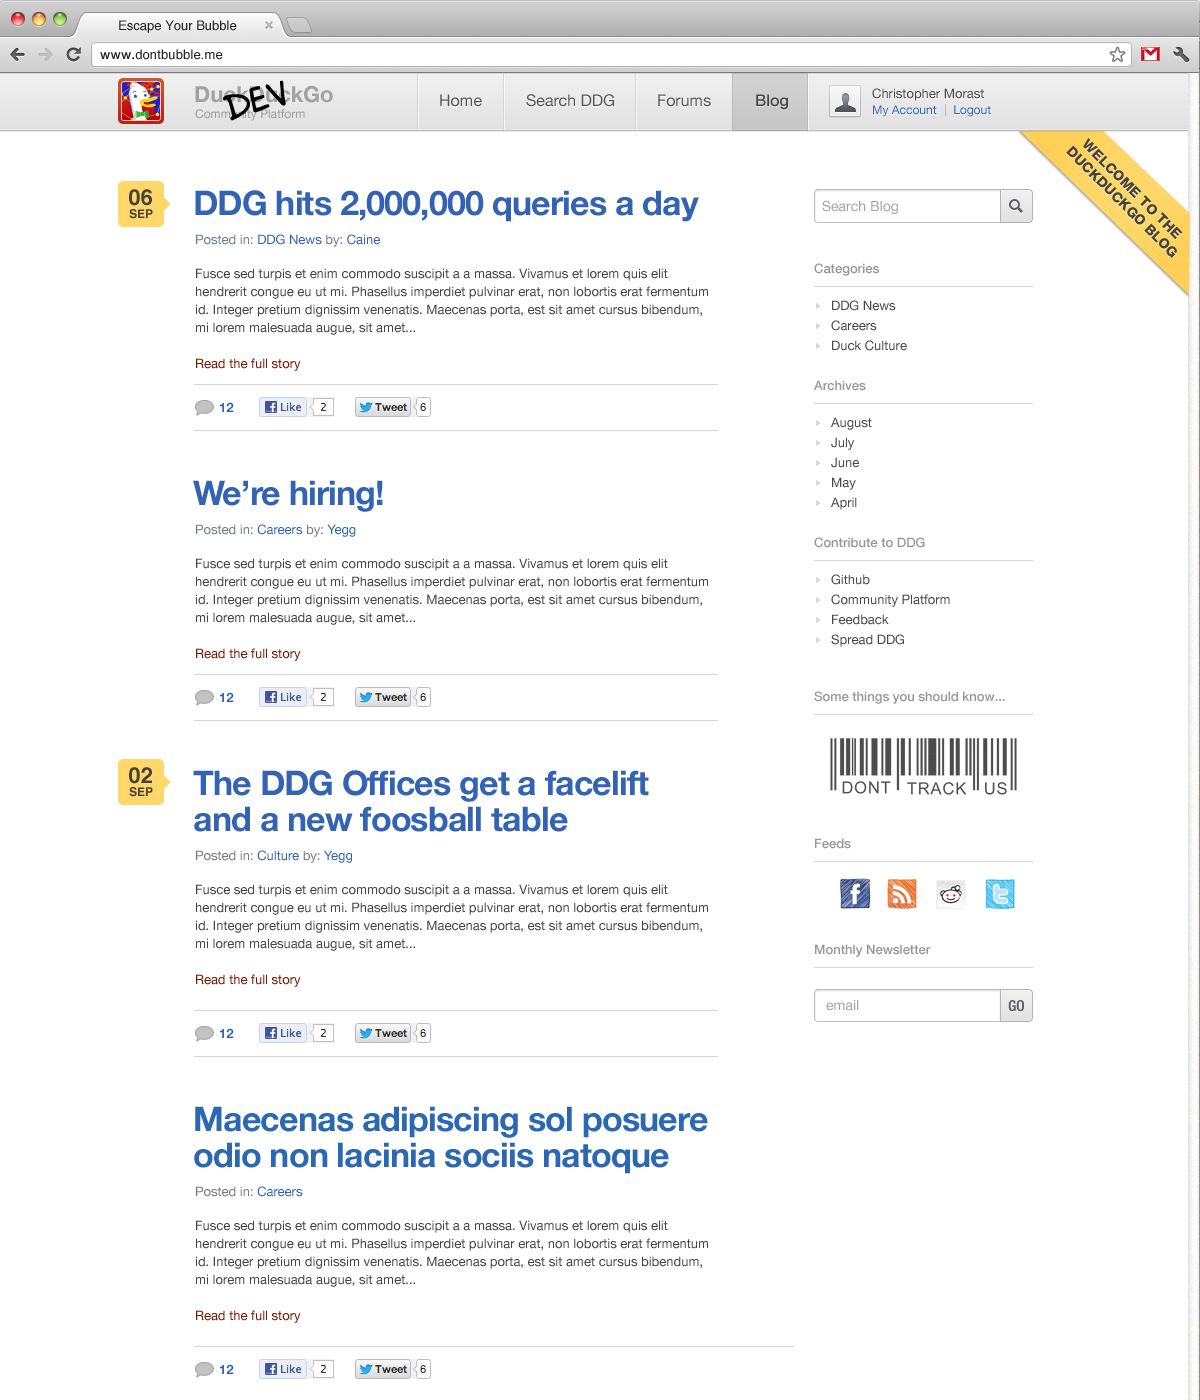 Escape Your Bubble
www.dontbubble.me
DuckDuckGo
DEV
Community Platform
Home
Search DDG
Forums
Blog
Christopher Morast
My Account | Logout
WELCOME TO THE
DUCKDUCKGO BLOG
06
SEP
DDG hits 2,000,000 queries a day
Posted in: DDG News by: Caine
Fusce sed turpis et enim commodo suscipit a a massa. Vivamus et lorem quis elit
hendrerit congue eu ut mi. Phasellus imperdiet pulvinar erat, non lobortis erat fermentum
id. Integer pretium dignissim venenatis. Maecenas porta, est sit amet cursus bibendum,
mi lorem malesuada augue, sit amet...
Read the full story
12 Like 2 Tweet 6
We're hiring!
Posted in: Careers by: Yegg
Fusce sed turpis et enim commodo suscipit a a massa. Vivamus et lorem quis elit
hendrerit congue eu ut mi. Phasellus imperdiet pulvinar erat, non lobortis erat fermentum
id. Integer pretium dignissim venenatis. Maecenas porta, est sit amet cursus bibendum,
mi lorem malesuada augue, sit amet...
Read the full story
12 Like 2 Tweet 6
02
SEP
The DDG Offices get a facelift
and a new foosball table
Posted in: Culture by: Yegg
Fusce sed turpis et enim commodo suscipit a a massa. Vivamus et lorem quis elit
hendrerit congue eu ut mi. Phasellus imperdiet pulvinar erat, non lobortis erat fermentum
id. Integer pretium dignissim venenatis. Maecenas porta, est sit amet cursus bibendum,
mi lorem malesuada augue, sit amet...
Read the full story
12 Like 2 Tweet 6
Maecenas adipiscing sol posuere
odio non lacinia sociis natoque
Posted in: Careers
Fusce sed turpis et enim commodo suscipit a a massa. Vivamus et lorem quis elit
hendrerit congue eu ut mi. Phasellus imperdiet pulvinar erat, non lobortis erat fermentum
id. Integer pretium dignissim venenatis. Maecenas porta, est sit amet cursus bibendum,
mi lorem malesuada augue, sit amet...
Read the full story
12 Like 2 Tweet 6
Search Blog
Categories
DDG News
Careers
Duck Culture
Archives
August
July
June
May
April
Contribute to DDG
Github
Community Platform
Feedback
Spread DDG
Some things you should know...
DONT TRACK US
Feeds
Monthly Newsletter
email
GO